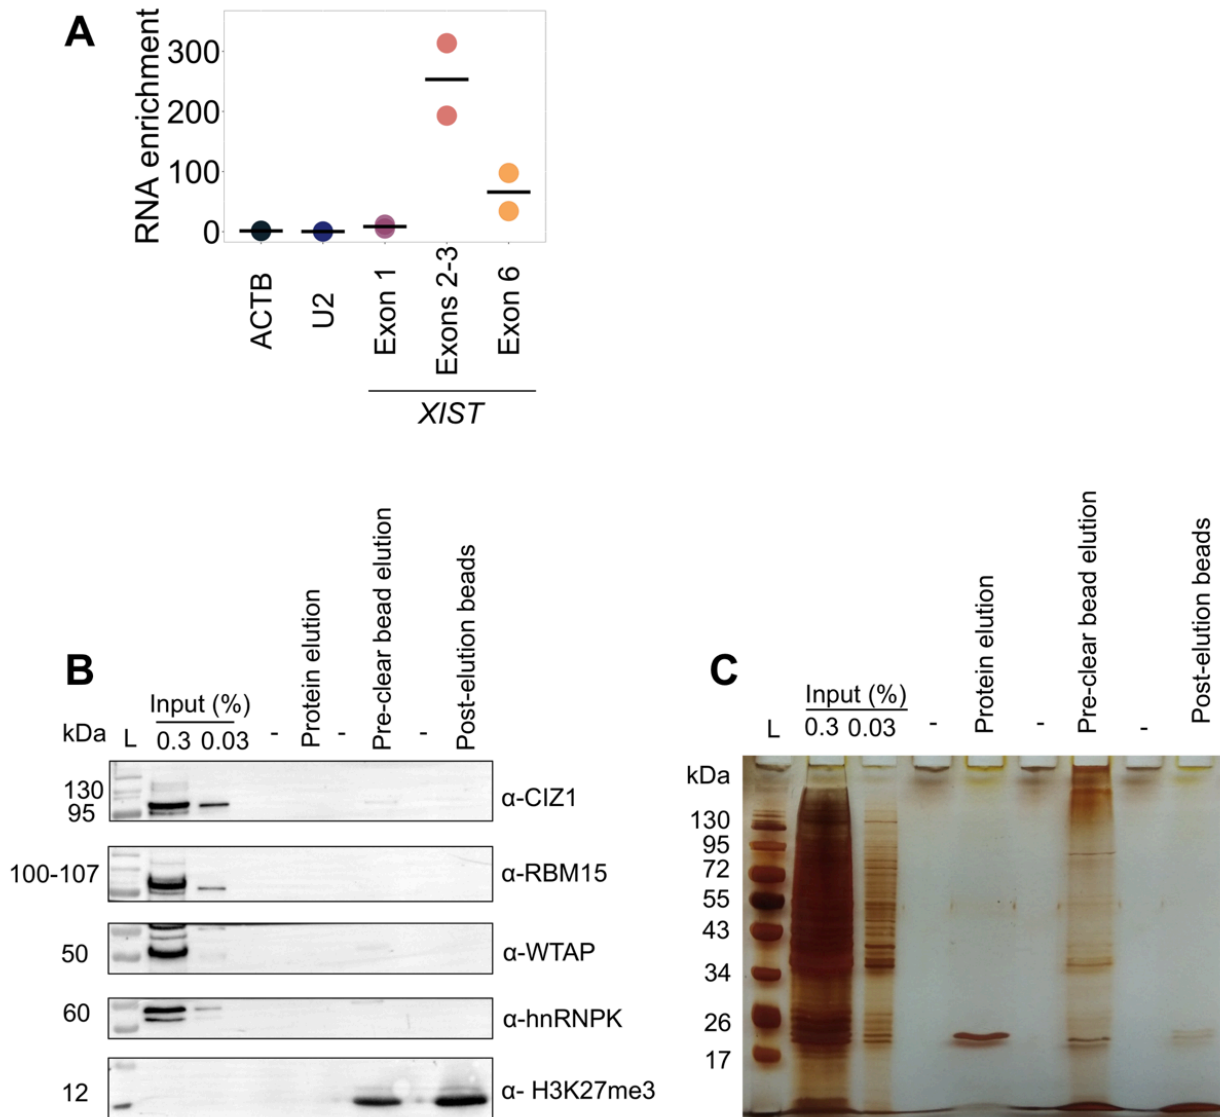 A
RNA enrichment
300
200
100
0
ACTB
U2
Exon 1
Exons 2-3
Exon 6
XIST
B
kDa
L
Input (%)
0.3 0.03
-
Protein elution
-
Pre-clear bead elution
-
Post-elution beads
130
95
α-CIZ1
100-107
α-RBM15
50
α-WTAP
60
α-hnRNPK
12
α- H3K27me3
C
L
Input (%)
0.3 0.03
-
Protein elution
-
Pre-clear bead elution
-
Post-elution beads
kDa
130
95
72
55
43
34
26
17